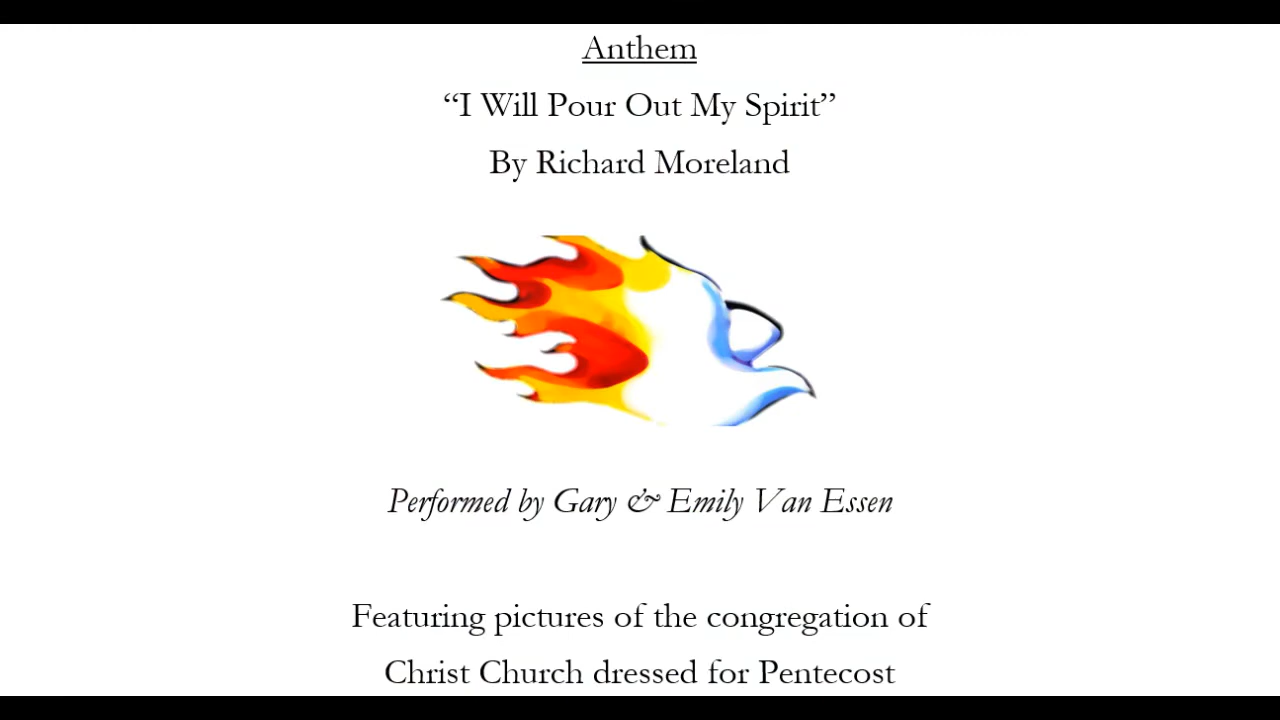 Anthem
“I Will Pour Out My Spirit”
By Richard Moreland
Performed by Gary & Emily Van Essen
Featuring pictures of the congregation of
Christ Church dressed for Pentecost